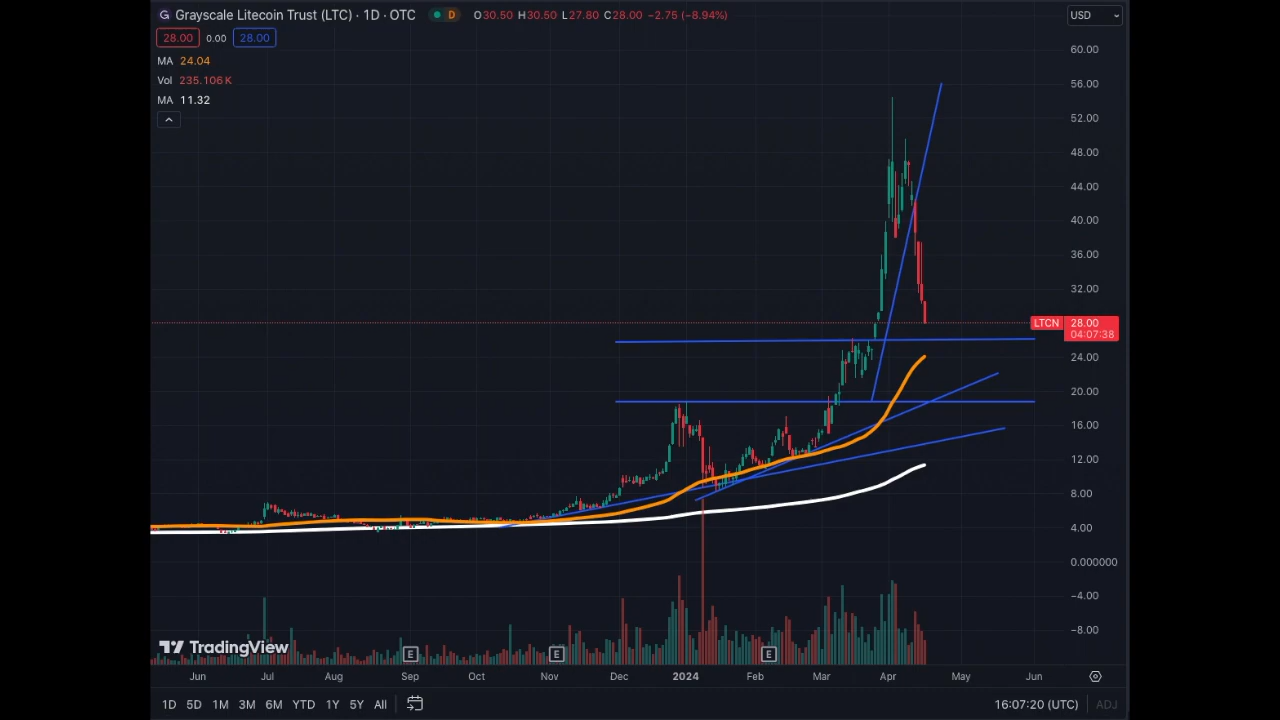 Grayscale Litecoin Trust (LTC) · 1D · OTC D O30.50 H30.50 L27.80 C28.00 −2.75 (−8.94%) USD
28.00 0.00 28.00
MA 24.04
Vol 235.106K
MA 11.32
60.00
56.00
52.00
48.00
44.00
40.00
36.00
32.00
LTCN 28.00
04:07:38
24.00
20.00
16.00
12.00
8.00
4.00
0.000000
−4.00
−8.00
TradingView
E E E
Jun Jul Aug Sep Oct Nov Dec 2024 Feb Mar Apr May Jun
1D 5D 1M 3M 6M YTD 1Y 5Y All 16:07:20 (UTC) ADJ